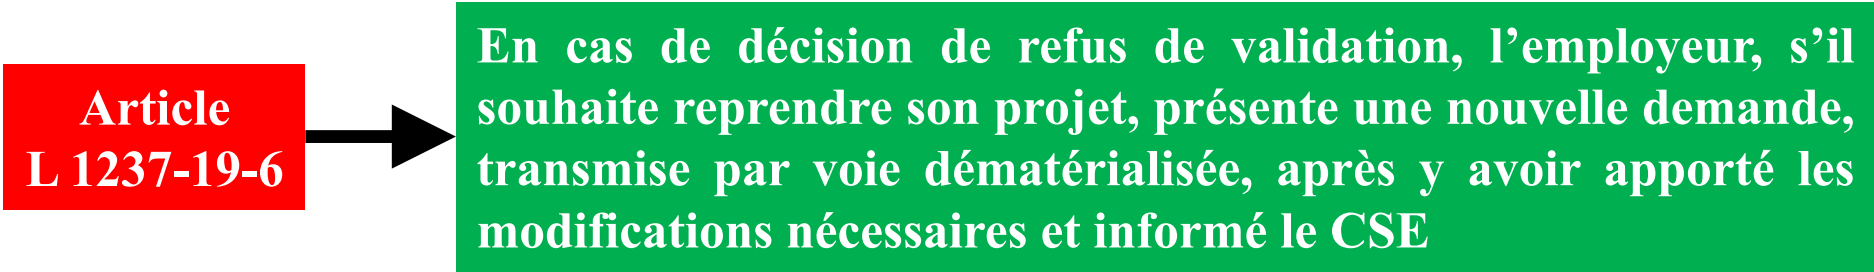 Article
L 1237-19-6
En cas de décision de refus de validation, l’employeur, s’il
souhaite reprendre son projet, présente une nouvelle demande,
transmise par voie dématérialisée, après y avoir apporté les
modifications nécessaires et informé le CSE